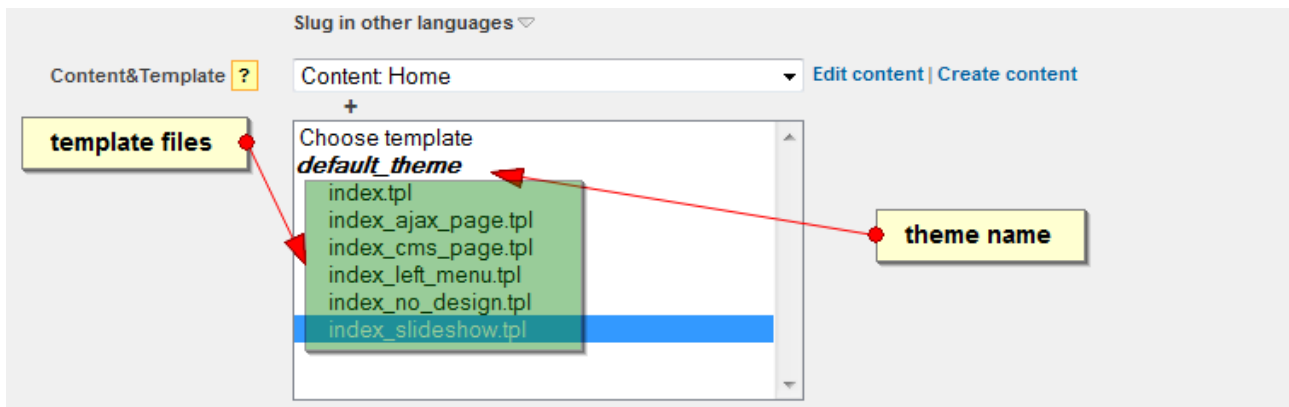 Slug in other languages
Content&Template ? Content: Home Edit content | Create content
+
template files
Choose template
default_theme
index.tpl
index_ajax_page.tpl
index_cms_page.tpl
theme name
index_left_menu.tpl
index_no_design.tpl
index_slideshow.tpl